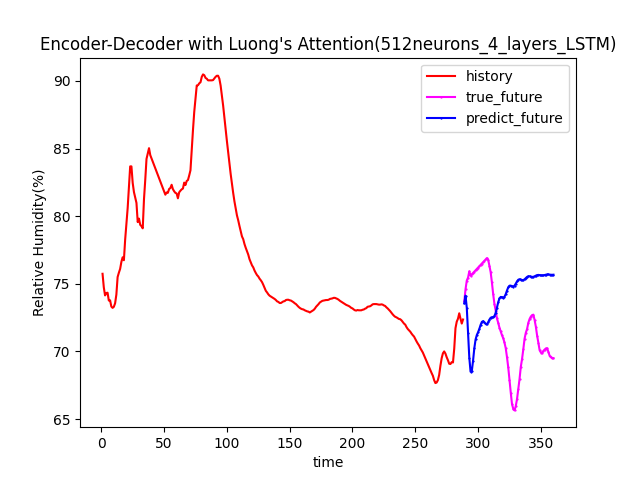 Encoder-Decoder with Luong's Attention(512neurons_4_layers_LSTM)
history
true_future
predict_future
Relative Humidity(%)
90
85
80
75
70
65
0
50
100
150
200
250
300
350
time